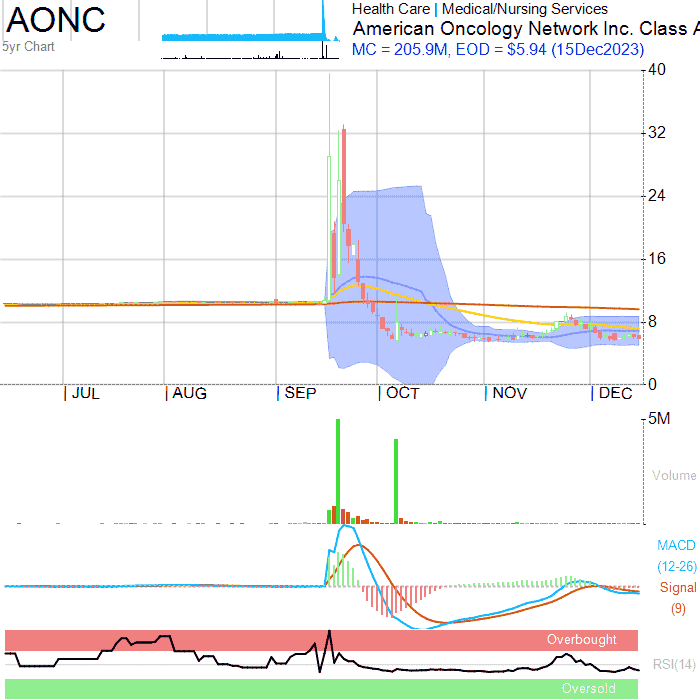 AONC
5yr Chart
Health Care | Medical/Nursing Services
American Oncology Network Inc. Class A
MC = 205.9M, EOD = $5.94 (15Dec2023)
40
32
24
16
8
0
JUL
AUG
SEP
OCT
NOV
DEC
5M
Volume
MACD
(12-26)
Signal
(9)
Overbought
RSI(14)
Oversold